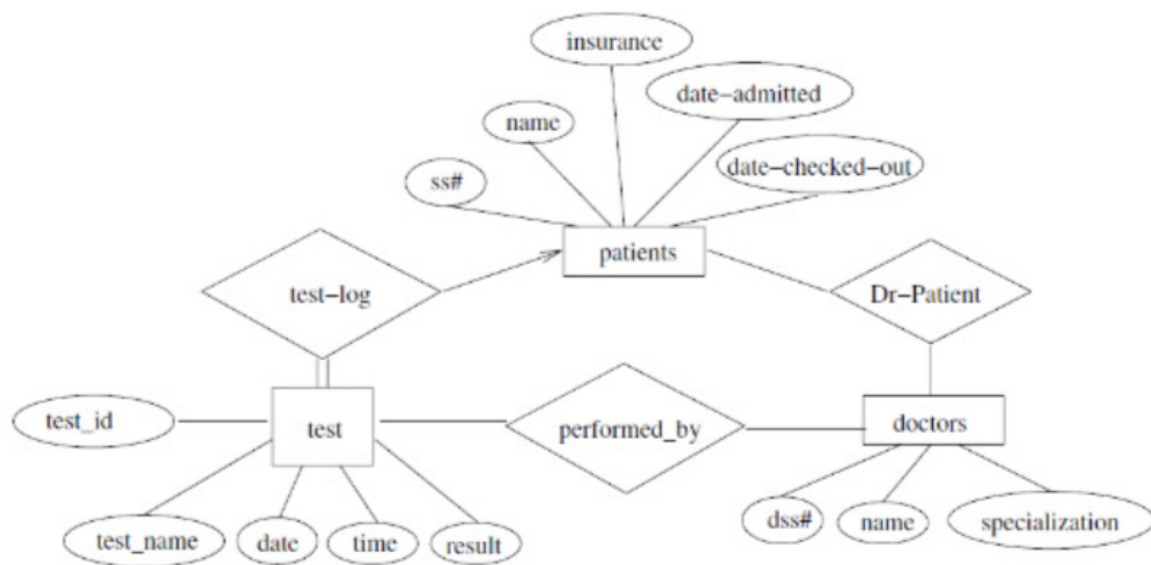 insurance
date-admitted
name
date-checked-out
ss#
patients
test-log
Dr-Patient
test_id
test
performed_by
doctors
test_name
date
time
result
dss#
name
specialization